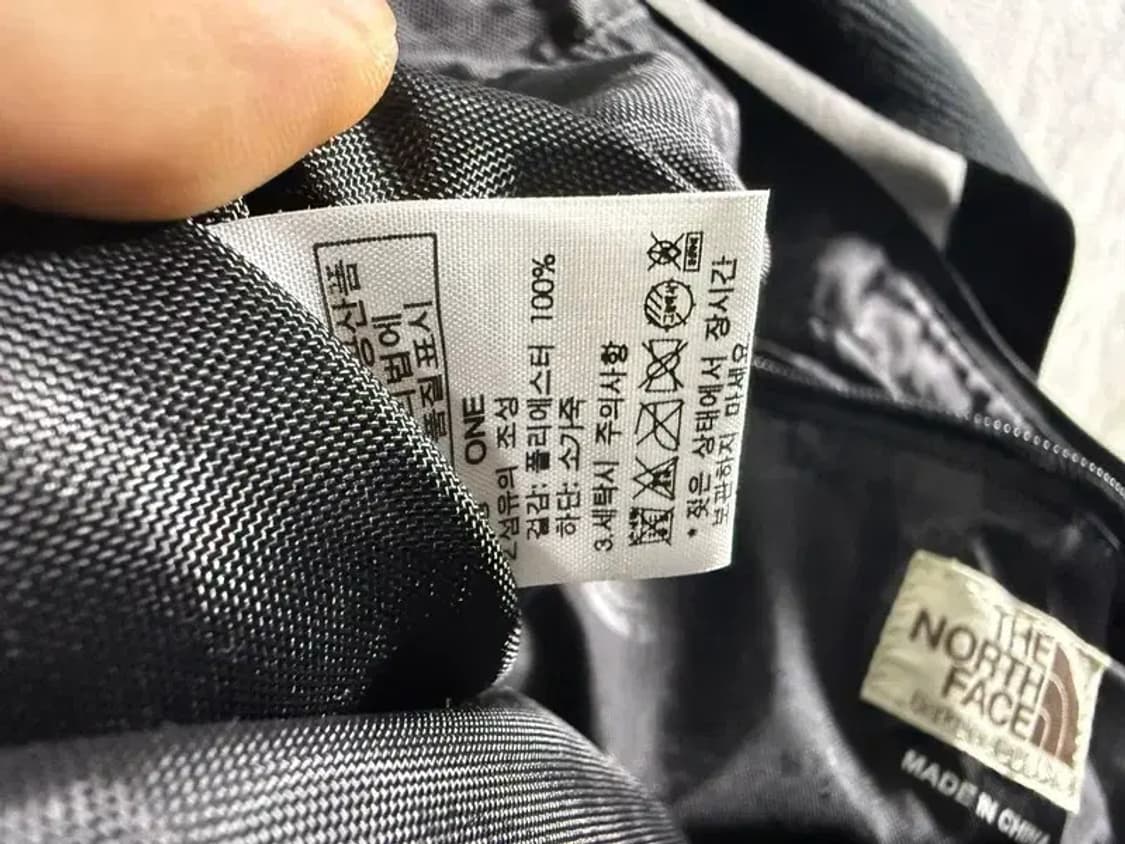 품질표시
ONE
섬유의 조성
겉감: 폴리에스터 100%
하단: 소가죽
3.세탁시 주의사항
* 젖은 상태에서 장시간
보관하지 마세요
THE
NORTH
FACE
MADE IN CHINA